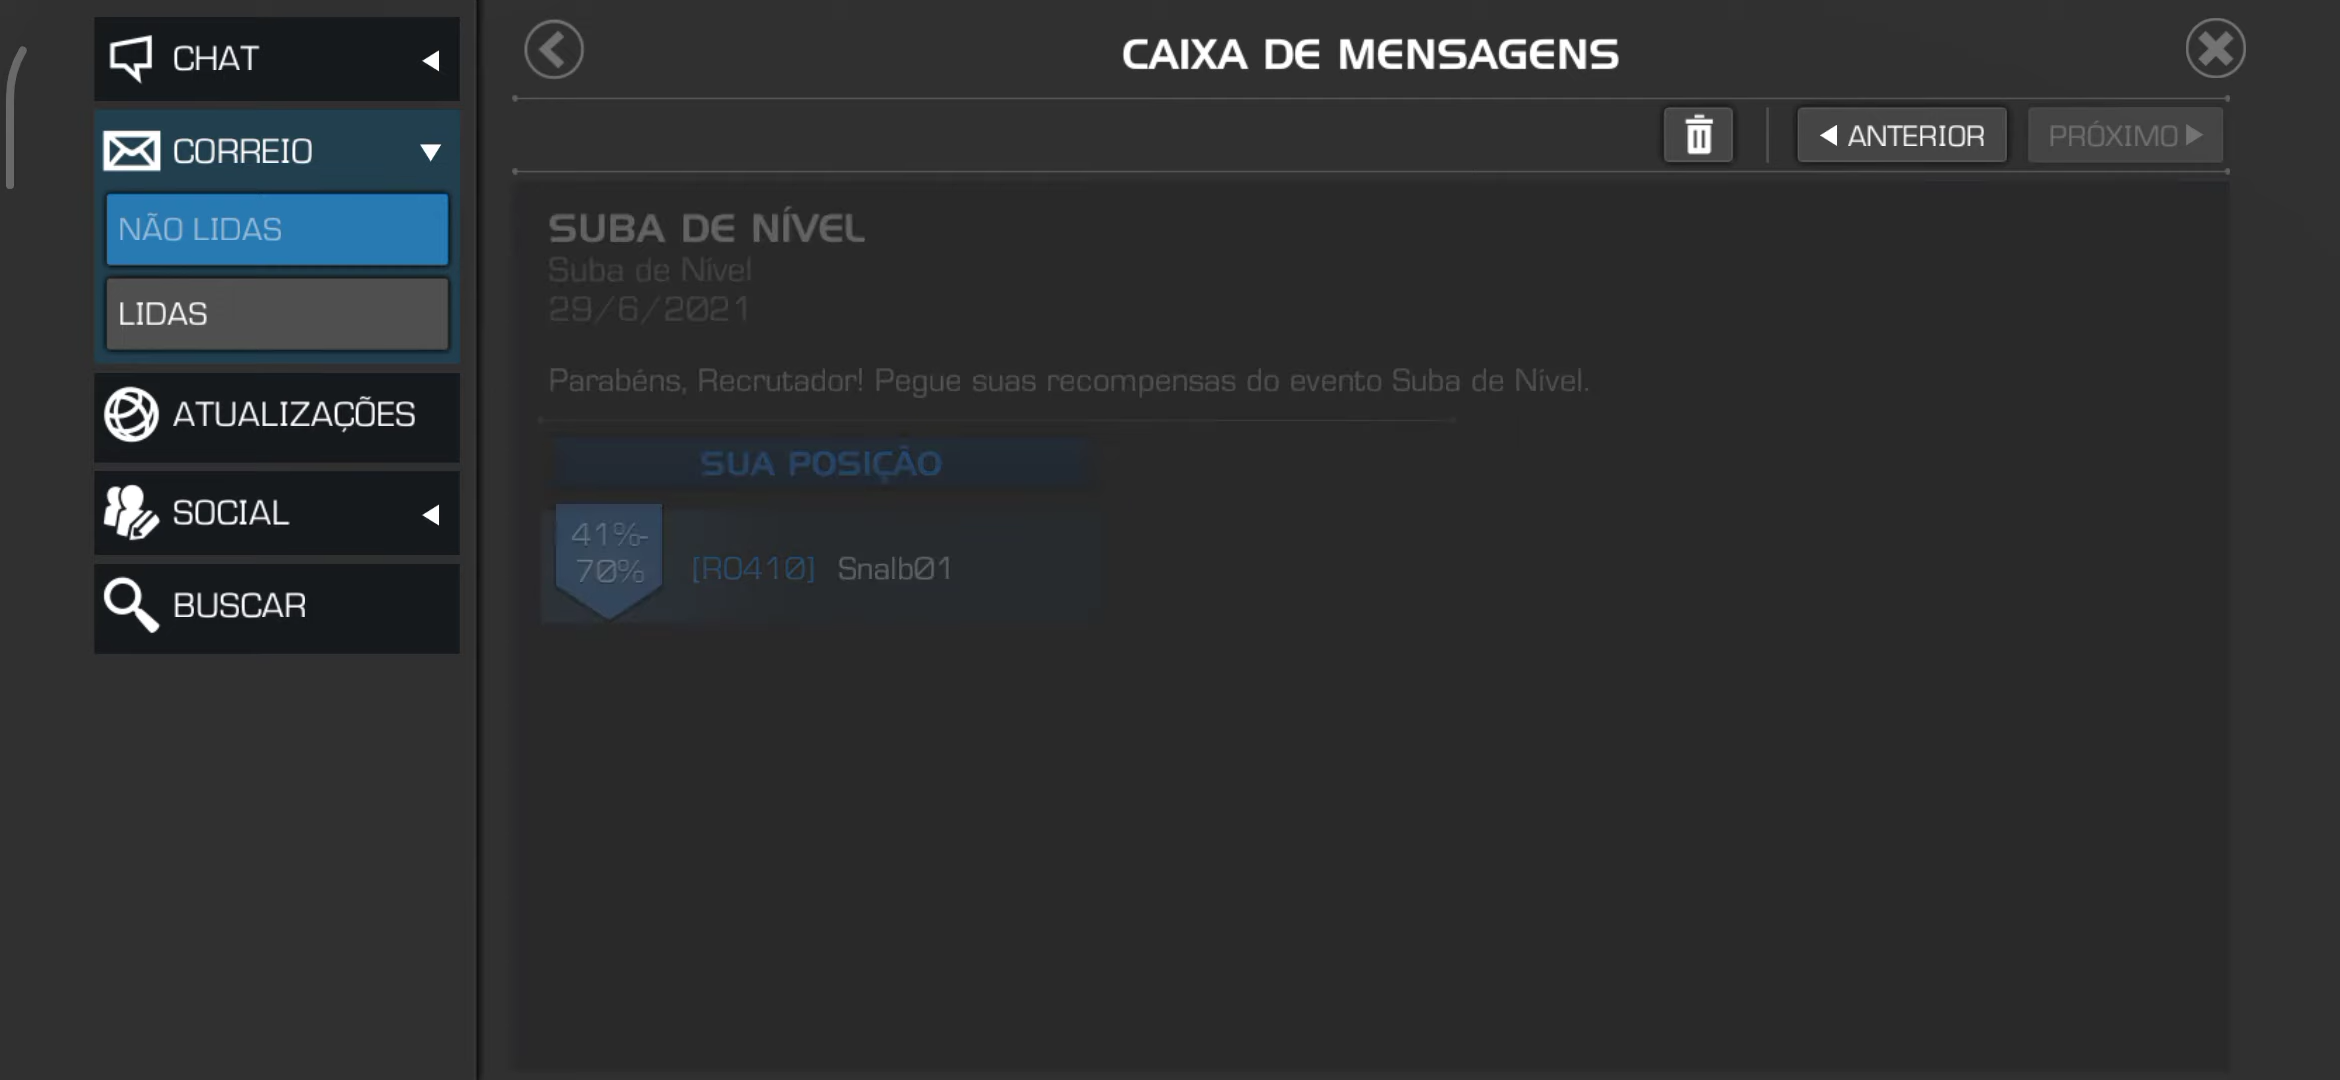 CHAT
CORREIO
NÃO LIDAS
LIDAS
ATUALIZAÇÕES
SOCIAL
BUSCAR
CAIXA DE MENSAGENS
ANTERIOR
PRÓXIMO
SUBA DE NÍVEL
Suba de Nível
29/6/2021
Parabéns, Recrutador! Pegue suas recompensas do evento Suba de Nível.
SUA POSIÇÃO
41%-
70%
[RO410] Snalb01